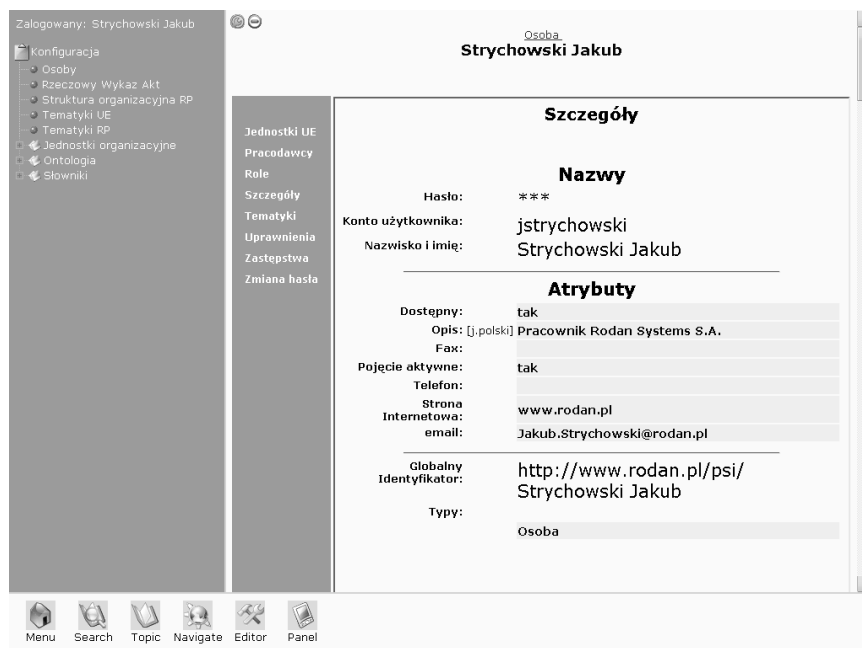 Zalogowany: Strychowski Jakub
Konfiguracja
Osoby
Rzeczowy Wykaz Akt
Struktura organizacyjna RP
Tematyki UE
Tematyki RP
Jednostki organizacyjne
Ontologia
Słowniki
Osoba
Strychowski Jakub
Jednostki UE
Pracodawcy
Role
Szczegóły
Tematyki
Uprawnienia
Zastępstwa
Zmiana hasła
Szczegóły
Nazwy
Hasło: ***
Konto użytkownika: jstrychowski
Nazwisko i imię: Strychowski Jakub
Atrybuty
Dostępny: tak
Opis: [j.polski] Pracownik Rodan Systems S.A.
Fax:
Pojęcie aktywne: tak
Telefon:
Strona
Internetowa: www.rodan.pl
email: Jakub.Strychowski@rodan.pl
Globalny
Identyfikator: http://www.rodan.pl/psi/
Strychowski Jakub
Typy:
Osoba
Menu Search Topic Navigate Editor Panel